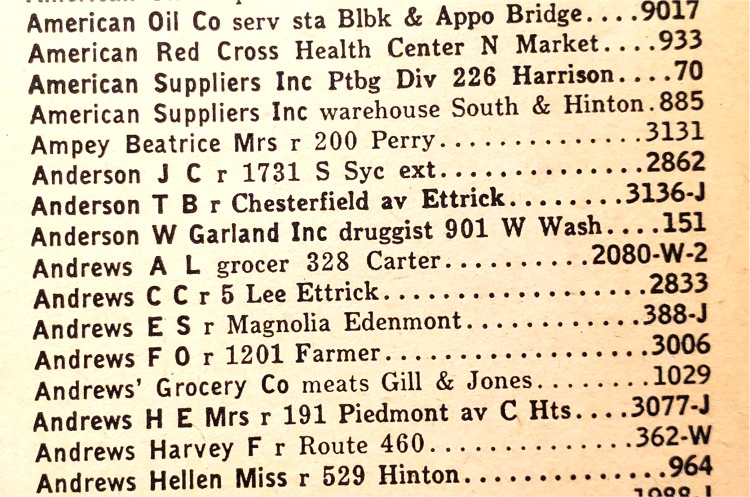 American Oil Co serv sta Blbk & Appo Bridge....9017
American Red Cross Health Center N Market....933
American Suppliers Inc Ptbg Div 226 Harrison....70
American Suppliers Inc warehouse South & Hinton.885
Ampey Beatrice Mrs r 200 Perry..............3131
Anderson J C r 1731 S Syc ext...............2862
Anderson T B r Chesterfield av Ettrick........3136-J
Anderson W Garland Inc druggist 901 W Wash....151
Andrews A L grocer 328 Carter..........2080-W-2
Andrews C C r 5 Lee Ettrick..................2833
Andrews E S r Magnolia Edenmont............388-J
Andrews F O r 1201 Farmer..................3006
Andrews' Grocery Co meats Gill & Jones........1029
Andrews H E Mrs r 191 Piedmont av C Hts....3077-J
Andrews Harvey F r Route 460..............362-W
Andrews Hellen Miss r 529 Hinton..............964
1988-J